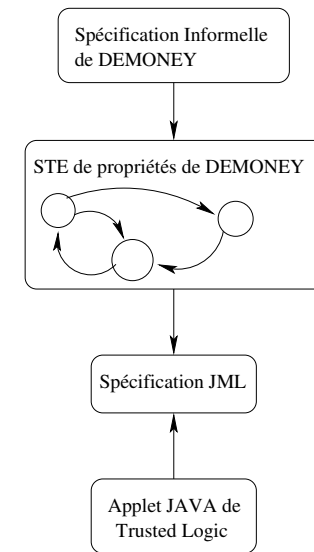 Spécification Informelle
de DEMONEY
STE de propriétés de DEMONEY
Spécification JML
Applet JAVA de
Trusted Logic